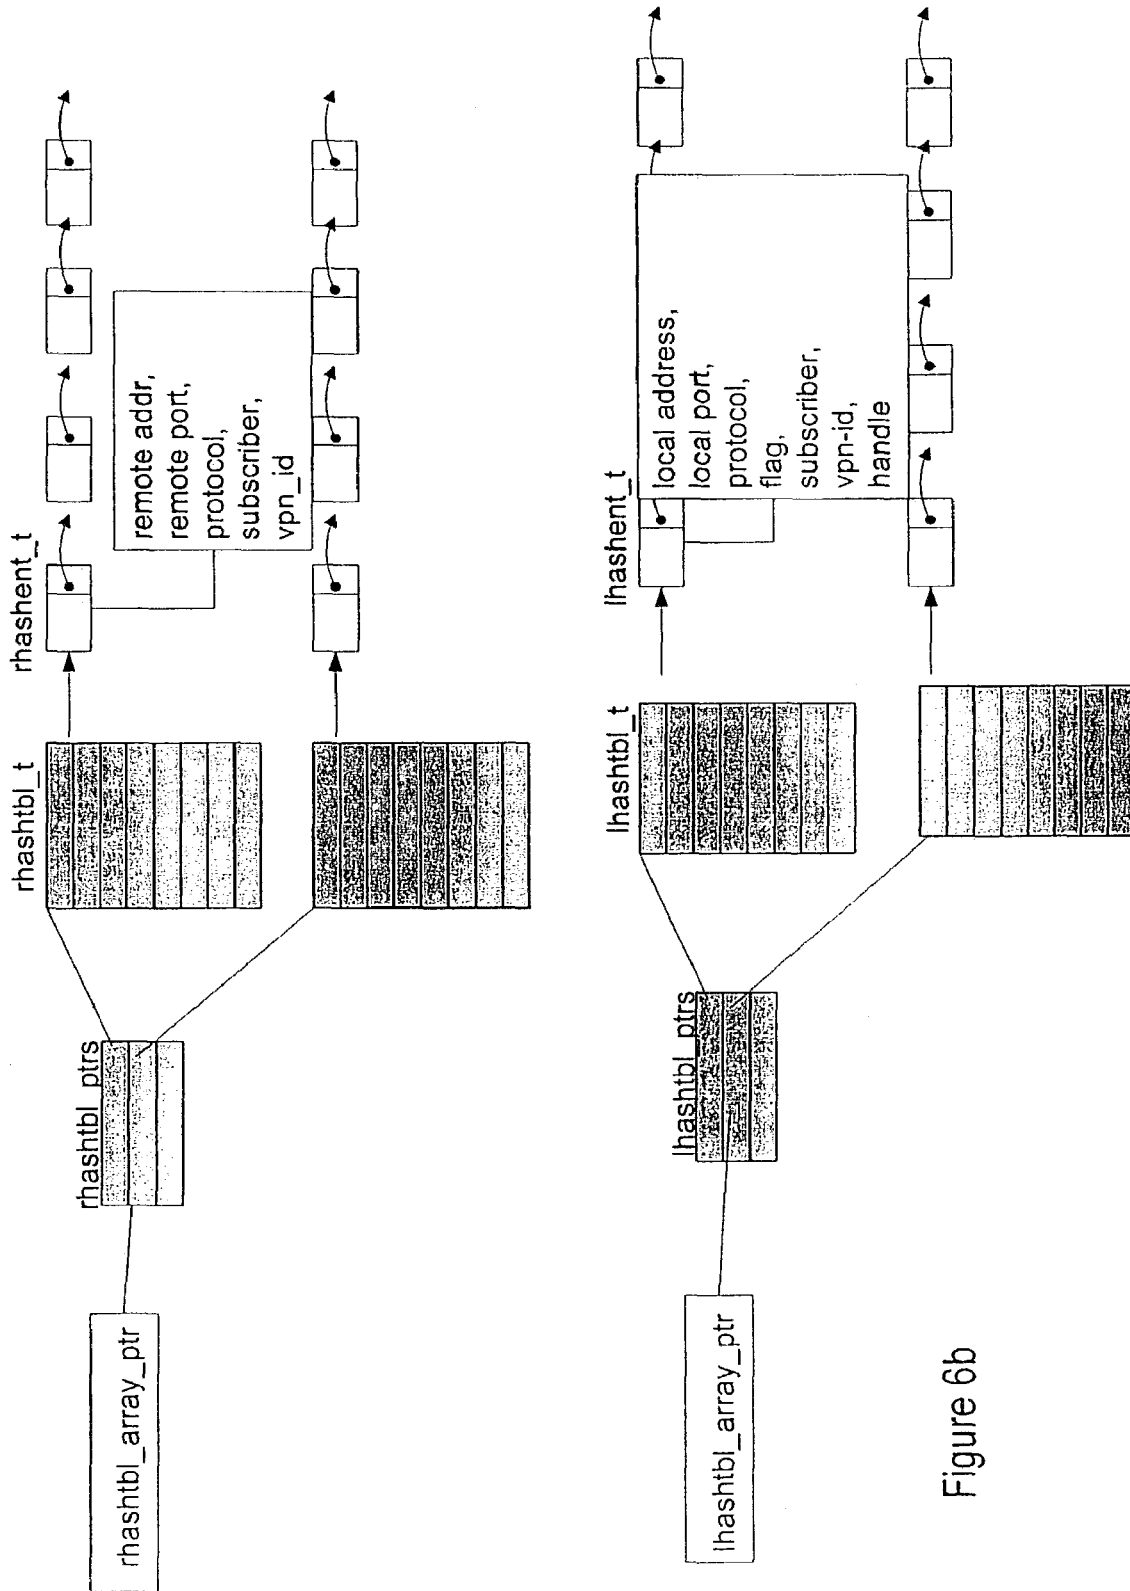 rhashtbl_array_ptr
rhashtbl_ptrs
rhashtbl_t
rhashent_t
remote addr,
remote port,
protocol,
subscriber,
vpn_id
lhashtbl_array_ptr
lhashtbl_ptrs
lhashtbl_t
lhashent_t
local address,
local port,
protocol,
flag,
subscriber,
vpn-id,
handle
Figure 6b